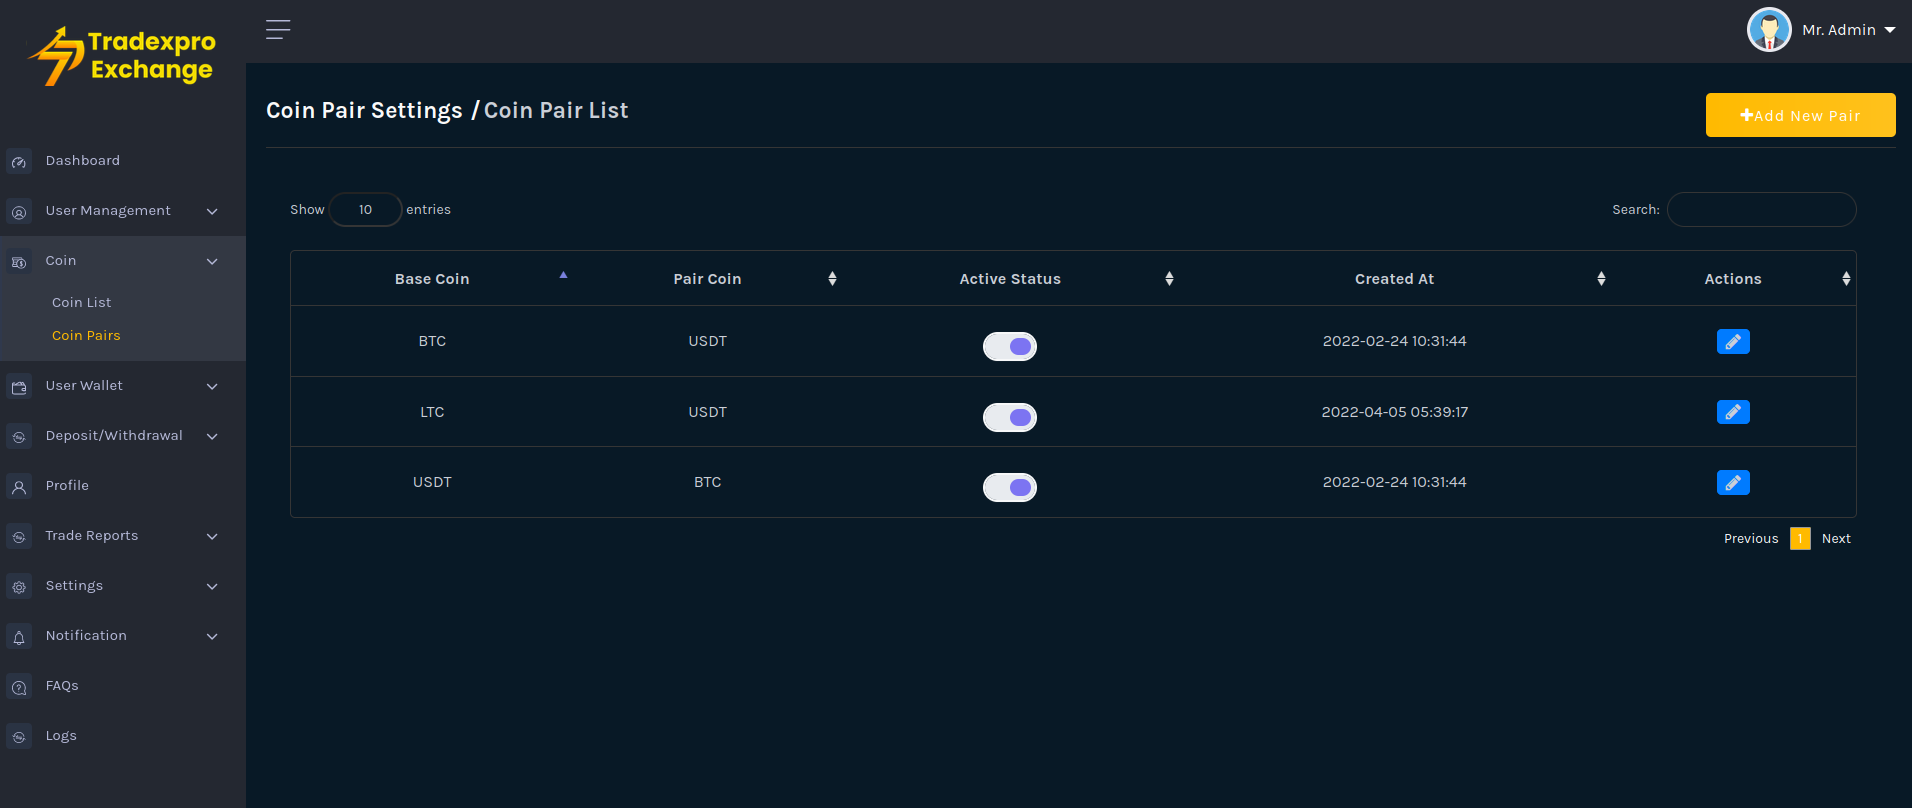 Tradexpro
Exchange
Mr. Admin
Coin Pair Settings / Coin Pair List
Add New Pair
Dashboard
User Management
Coin
Coin List
Coin Pairs
User Wallet
Deposit/Withdrawal
Profile
Trade Reports
Settings
Notification
FAQs
Logs
Show 10 entries
Search:
Base Coin Pair Coin Active Status Created At Actions
BTC USDT 2022-02-24 10:31:44
LTC USDT 2022-04-05 05:39:17
USDT BTC 2022-02-24 10:31:44
Previous 1 Next